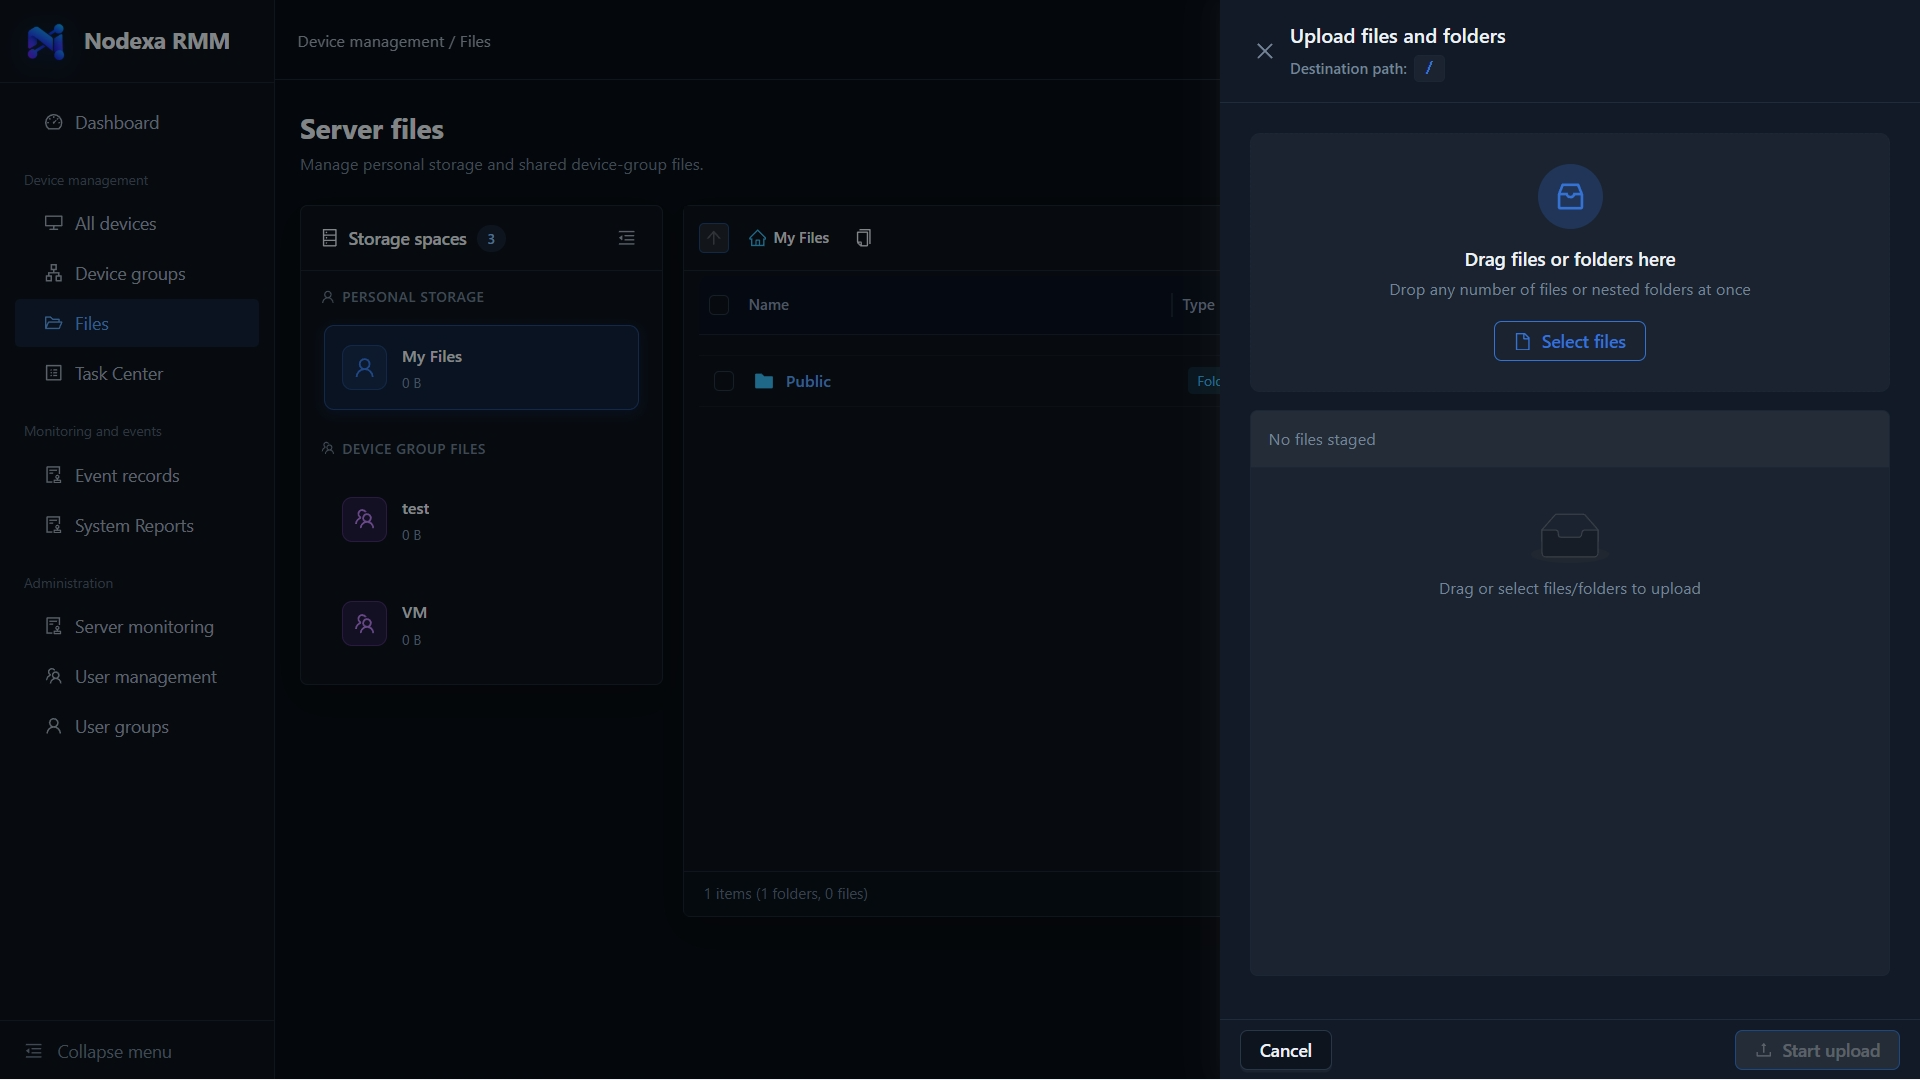 Nodexa RMM
Dashboard
Device management
All devices
Device groups
Files
Task Center
Monitoring and events
Event records
System Reports
Administration
Server monitoring
User management
User groups
Collapse menu
Device management / Files
Server files
Manage personal storage and shared device-group files.
Storage spaces 3
PERSONAL STORAGE
My Files
0 B
DEVICE GROUP FILES
test
0 B
VM
0 B
My Files
Name Type
Public
1 items (1 folders, 0 files)
Upload files and folders
Destination path: /
Drag files or folders here
Drop any number of files or nested folders at once
Select files
No files staged
Drag or select files/folders to upload
Cancel
Start upload